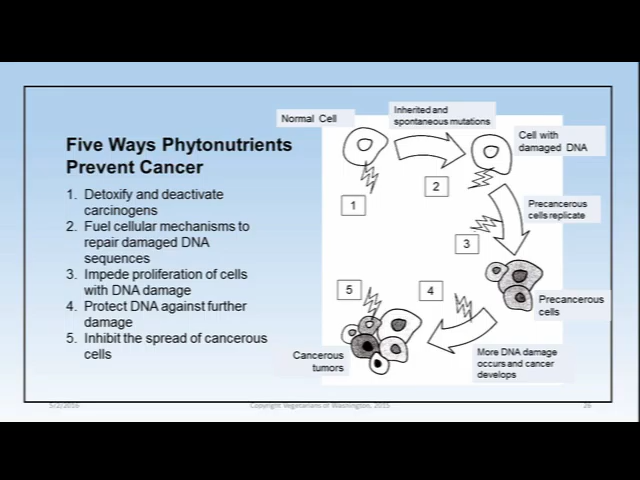 Five Ways Phytonutrients
Prevent Cancer
1. Detoxify and deactivate
carcinogens
2. Fuel cellular mechanisms to
repair damaged DNA
sequences
3. Impede proliferation of cells
with DNA damage
4. Protect DNA against further
damage
5. Inhibit the spread of cancerous
cells
Normal Cell
Inherited and
spontaneous mutations
Cell with
damaged DNA
1
2
Precancerous
cells replicate
3
Precancerous
cells
5
4
Cancerous
tumors
More DNA damage
occurs and cancer
develops
5/2/2016
Copyright Vegetarians of Washington, 2015
26